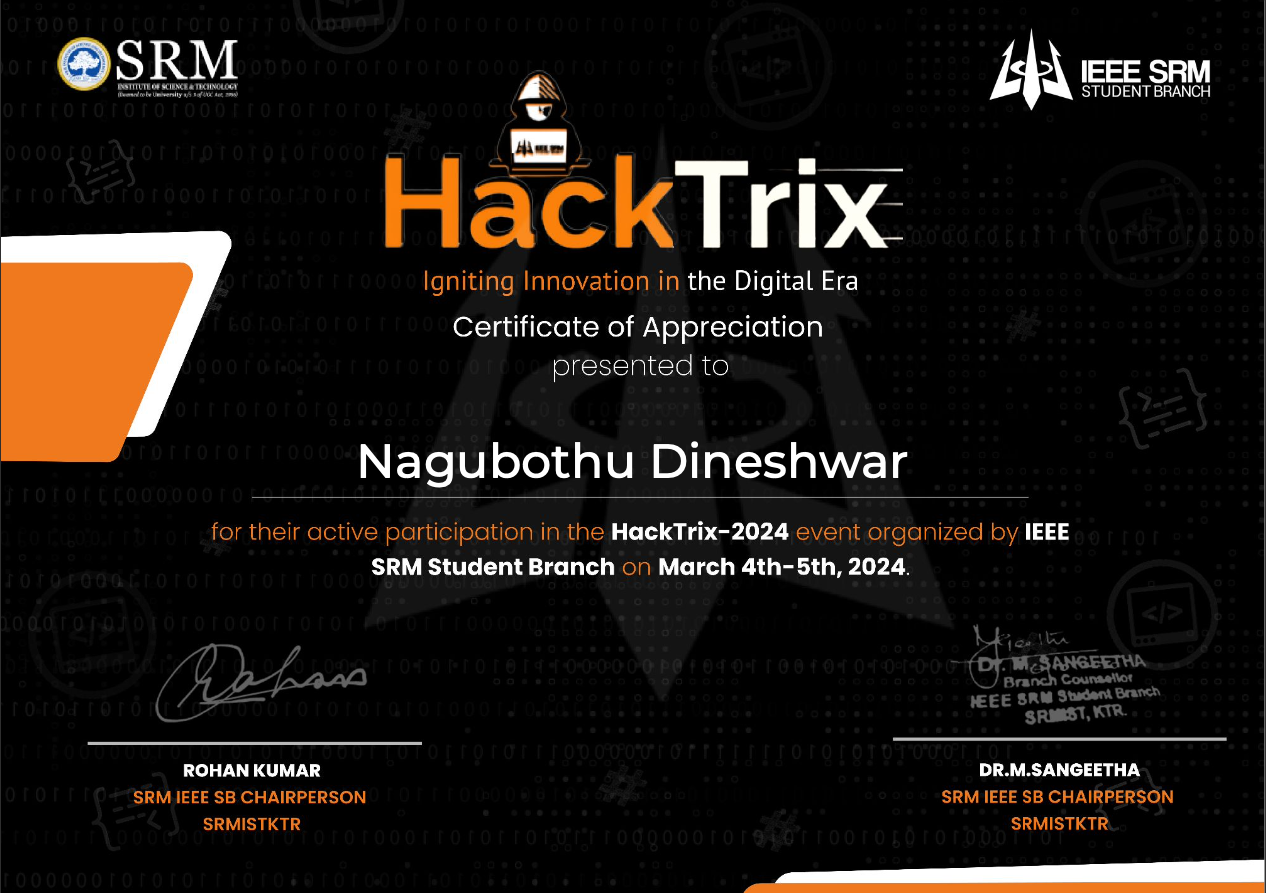 SRM
INSTITUTE OF SCIENCE & TECHNOLOGY
(Deemed to be University u/s 3 of UGC Act, 1956)
IEEE SRM
STUDENT BRANCH
IEEE SRM
HackTrix
Igniting Innovation in the Digital Era
Certificate of Appreciation
presented to
Nagubothu Dineshwar
for their active participation in the HackTrix-2024 event organized by IEEE
SRM Student Branch on March 4th-5th, 2024.
Rohan
Dr. M. SANGEETHA
Branch Counsellor
IEEE SRM Student Branch
SRMIST, KTR.
ROHAN KUMAR
SRM IEEE SB CHAIRPERSON
SRMISTKTR
DR.M.SANGEETHA
SRM IEEE SB CHAIRPERSON
SRMISTKTR